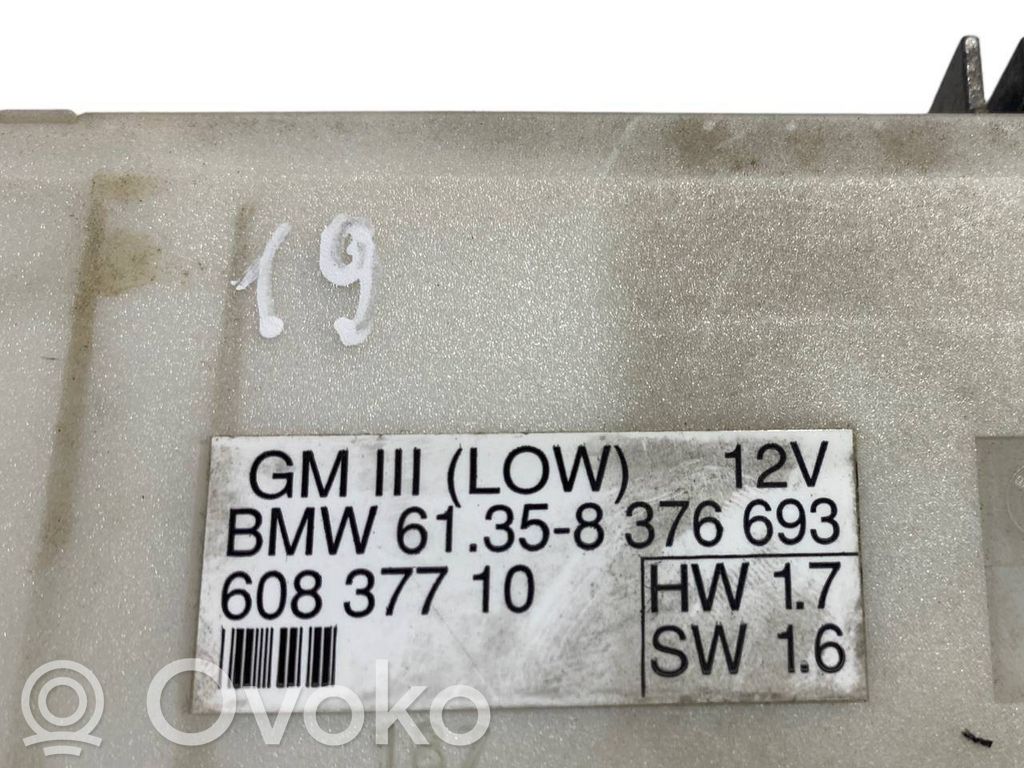 19
GM III (LOW) 12V
BMW 61.35-8 376 693
608 377 10
HW 1.7
SW 1.6
Ovoko